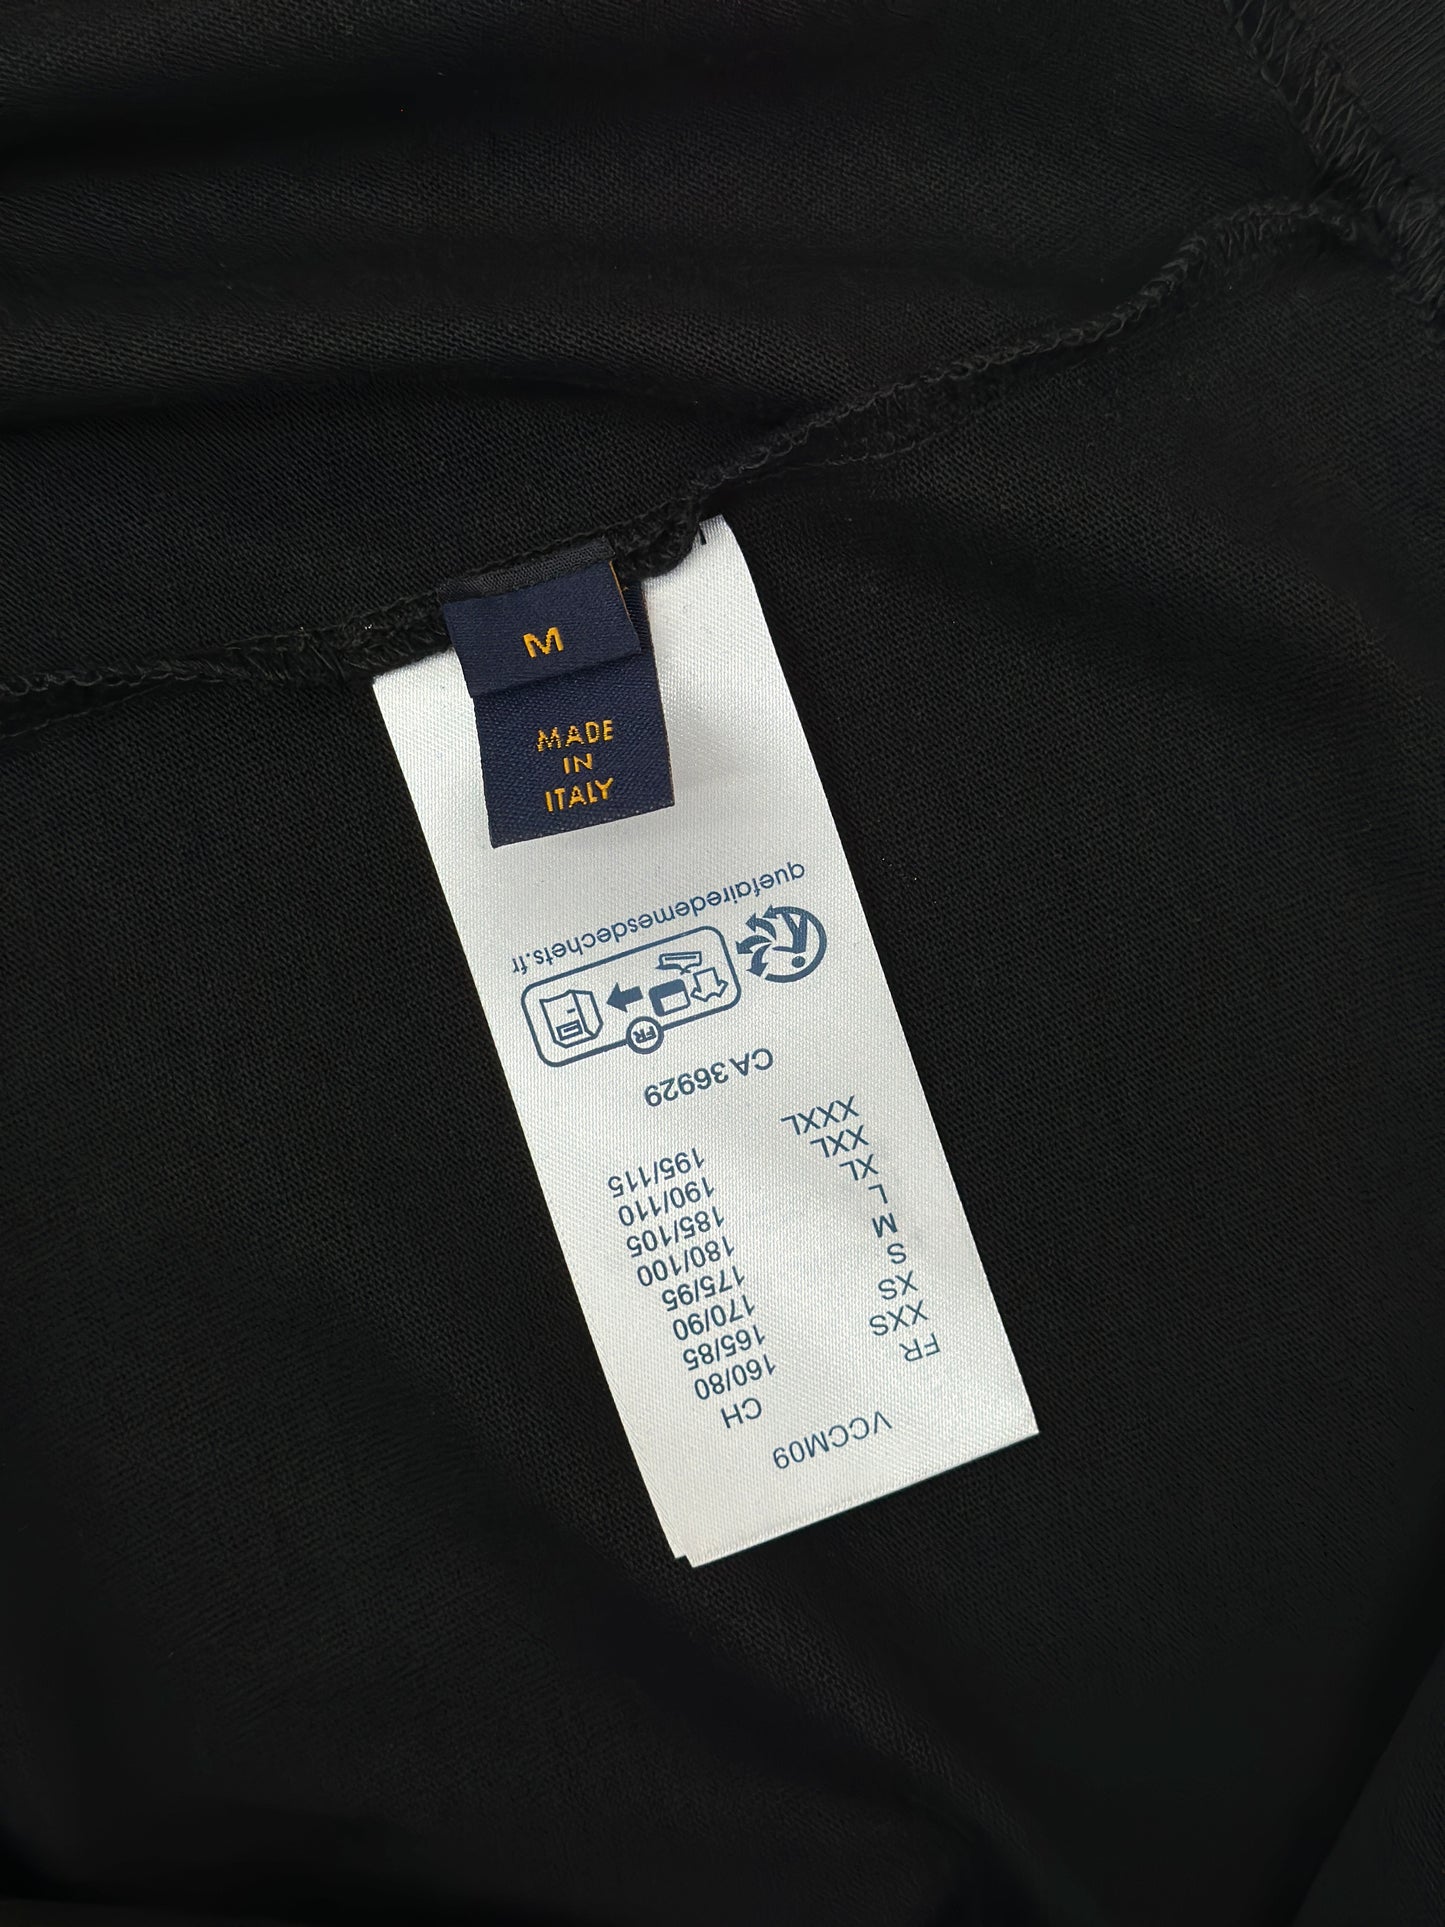 M
MADE
IN
ITALY
VCCM09
FR CH
XXS 160/80
XS 165/85
S 170/90
M 175/95
L 180/100
XL 185/105
XXL 190/110
XXXL 195/115
CA 36929
FR
quefairedemesdechets.fr